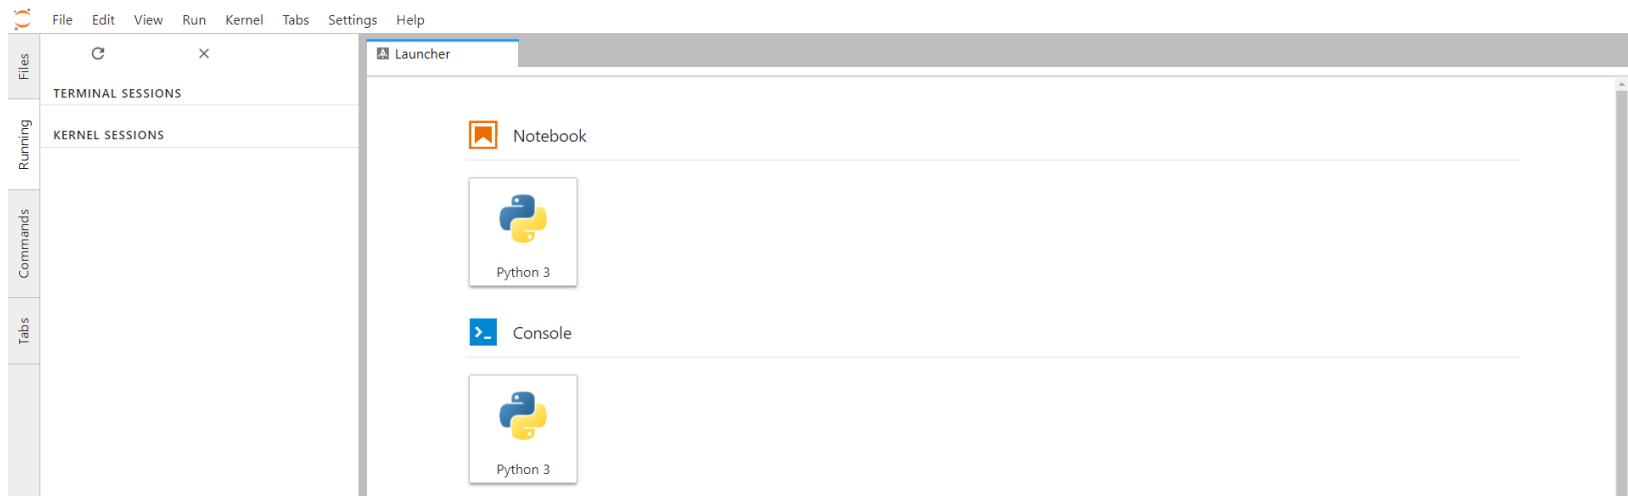 File Edit View Run Kernel Tabs Settings Help
Files
Running
Commands
Tabs
TERMINAL SESSIONS
KERNEL SESSIONS
Launcher
Notebook
Python 3
Console
Python 3